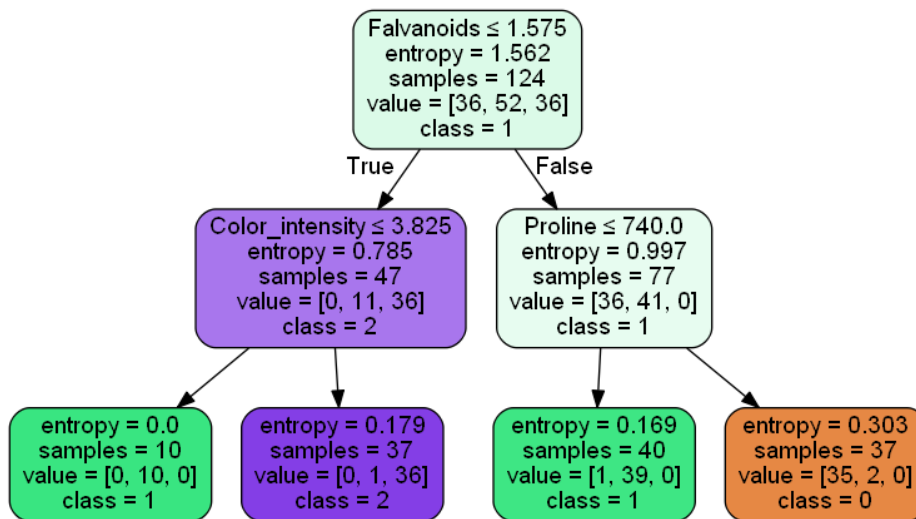 Falvanoids ≤ 1.575
entropy = 1.562
samples = 124
value = [36, 52, 36]
class = 1
True
False
Color_intensity ≤ 3.825
entropy = 0.785
samples = 47
value = [0, 11, 36]
class = 2
Proline ≤ 740.0
entropy = 0.997
samples = 77
value = [36, 41, 0]
class = 1
entropy = 0.0
samples = 10
value = [0, 10, 0]
class = 1
entropy = 0.179
samples = 37
value = [0, 1, 36]
class = 2
entropy = 0.169
samples = 40
value = [1, 39, 0]
class = 1
entropy = 0.303
samples = 37
value = [35, 2, 0]
class = 0